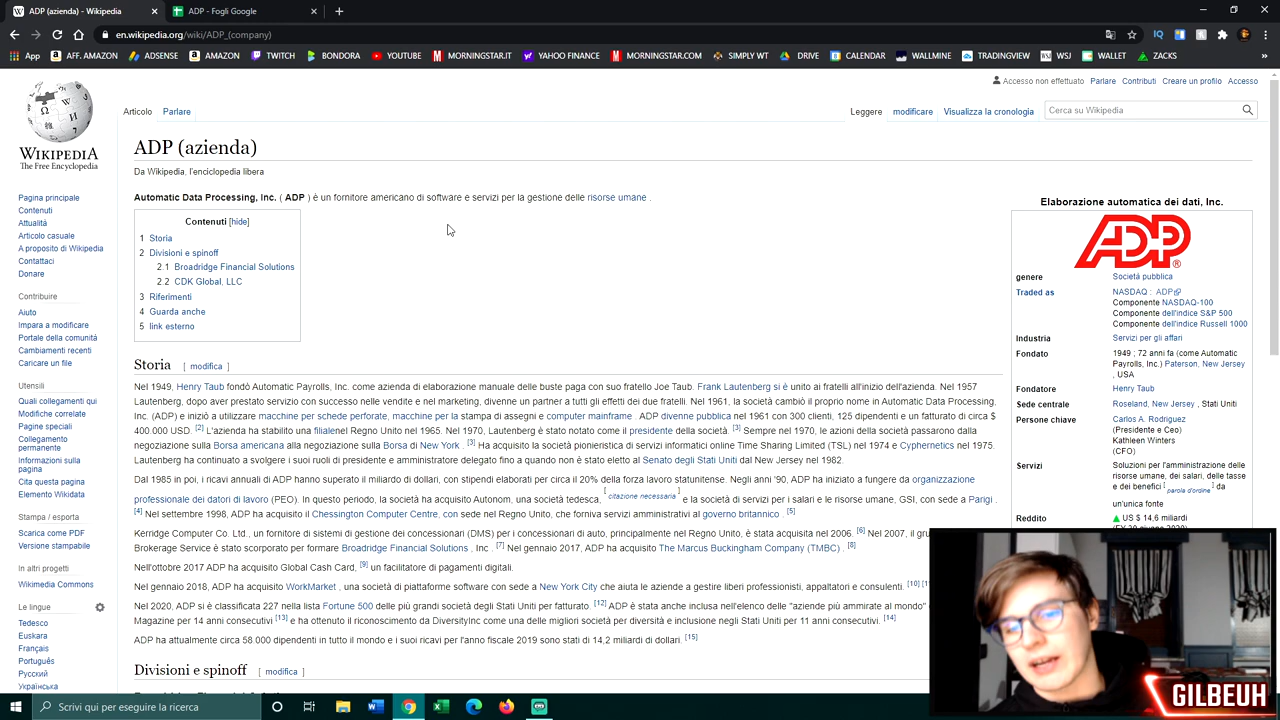 ADP (azienda) - Wikipedia
ADP - Fogli Google
en.wikipedia.org/wiki/ADP_(company)
App
AFF. AMAZON
ADSENSE
AMAZON
TWITCH
BONDORA
YOUTUBE
MORNINGSTAR.IT
YAHOO FINANCE
MORNINGSTAR.COM
SIMPLY WT
DRIVE
CALENDAR
WALLMINE
TRADINGVIEW
WSJ
ZACKS
Accesso non effettuato Parlare Contributi Creare un profilo Accesso
Articolo Parlare
Leggere modificare Visualizza la cronologia
Cerca su Wikipedia
WIKIPEDIA
The Free Encyclopedia
Pagina principale
Contenuti
Attualità
Articolo casuale
A proposito di Wikipedia
Contattaci
Donare
Contribuire
Aiuto
Impara a modificare
Portale della comunità
Cambiamenti recenti
Caricare un file
Utensili
Quali collegamenti qui
Modifiche correlate
Pagine speciali
Collegamento
permanente
Informazioni sulla
pagina
Cita questa pagina
Elemento Wikidata
Stampa / esporta
Scarica come PDF
Versione stampabile
In altri progetti
Wikimedia Commons
Le lingue
Tedesco
Euskara
Français
Português
Русский
Українська
ADP (azienda)
Da Wikipedia, l'enciclopedia libera
Automatic Data Processing, Inc. ( ADP ) è un fornitore americano di software e servizi per la gestione delle risorse umane .
Contenuti [hide]
1 Storia
2 Divisioni e spinoff
2.1 Broadridge Financial Solutions
2.2 CDK Global, LLC
3 Riferimenti
4 Guarda anche
5 link esterno
Storia [ modifica ]
Nel 1949, Henry Taub fondò Automatic Payrolls, Inc. come azienda di elaborazione manuale delle buste paga con suo fratello Joe Taub. Frank Lautenberg si è unito ai fratelli all'inizio dell'azienda. Nel 1957
Lautenberg, dopo aver prestato servizio con successo nelle vendite e nel marketing, divenne un partner a tutti gli effetti dei due fratelli. Nel 1961, la società cambiò il proprio nome in Automatic Data Processing,
Inc. (ADP) e iniziò a utilizzare macchine per schede perforate, macchine per la stampa di assegni e computer mainframe . ADP divenne pubblica nel 1961 con 300 clienti, 125 dipendenti e un fatturato di circa $
400.000 USD. [2] L'azienda ha stabilito una filialenel Regno Unito nel 1965. Nel 1970, Lautenberg è stato notato come il presidente della società. [3] Sempre nel 1970, le azioni della società passarono dalla
negoziazione sulla Borsa americana alla negoziazione sulla Borsa di New York . [3] Ha acquisito la società pionieristica di servizi informatici online Time Sharing Limited (TSL) nel 1974 e Cyphernetics nel 1975.
Lautenberg ha continuato a svolgere i suoi ruoli di presidente e amministratore delegato fino a quando non è stato eletto al Senato degli Stati Uniti dal New Jersey nel 1982.
Dal 1985 in poi, i ricavi annuali di ADP hanno superato il miliardo di dollari, con stipendi elaborati per circa il 20% della forza lavoro statunitense. Negli anni '90, ADP ha iniziato a fungere da organizzazione
professionale dei datori di lavoro (PEO). In questo periodo, la società ha acquisito Autonom, una società tedesca, [ citazione necessaria ] e la società di servizi per i salari e le risorse umane, GSI, con sede a Parigi .
[4] Nel settembre 1998, ADP ha acquisito il Chessington Computer Centre, con sede nel Regno Unito, che forniva servizi amministrativi al governo britannico . [5]
Kerridge Computer Co. Ltd., un fornitore di sistemi di gestione dei concessionari (DMS) per i concessionari di auto, principalmente nel Regno Unito, è stata acquisita nel 2006. [6] Nel 2007, il gru
Brokerage Service è stato scorporato per formare Broadridge Financial Solutions , Inc . [7] Nel gennaio 2017, ADP ha acquisito The Marcus Buckingham Company (TMBC) . [8]
Nell'ottobre 2017 ADP ha acquisito Global Cash Card, [9] un facilitatore di pagamenti digitali.
Nel gennaio 2018, ADP ha acquisito WorkMarket , una società di piattaforme software con sede a New York City che aiuta le aziende a gestire liberi professionisti, appaltatori e consulenti. [10]
Nel 2020, ADP si è classificata 227 nella lista Fortune 500 delle più grandi società degli Stati Uniti per fatturato. [12] ADP è stata anche inclusa nell'elenco delle "aziende più ammirate al mondo"
Magazine per 14 anni consecutivi [13] e ha ottenuto il riconoscimento da DiversityInc come una delle migliori società per diversità e inclusione negli Stati Uniti per 11 anni consecutivi. [14]
ADP ha attualmente circa 58.000 dipendenti in tutto il mondo e i suoi ricavi per l'anno fiscale 2019 sono stati di 14,2 miliardi di dollari. [15]
Divisioni e spinoff [ modifica ]
Elaborazione automatica dei dati, Inc.
ADP
genere Società pubblica
Traded as NASDAQ : ADP
Componente NASDAQ-100
Componente dell'indice S&P 500
Componente dell'indice Russell 1000
Industria Servizi per gli affari
Fondato 1949 ; 72 anni fa (come Automatic
Payrolls, Inc.) Paterson, New Jersey
, USA
Fondatore Henry Taub
Sede centrale Roseland, New Jersey , Stati Uniti
Persone chiave Carlos A. Rodriguez
(Presidente e Ceo)
Kathleen Winters
(CFO)
Servizi Soluzioni per l'amministrazione delle
risorse umane, dei salari, delle tasse
e dei benefici [ parola d'ordine ] da
un'unica fonte
Reddito US $ 14,6 miliardi
GILBEUH
Scrivi qui per eseguire la ricerca